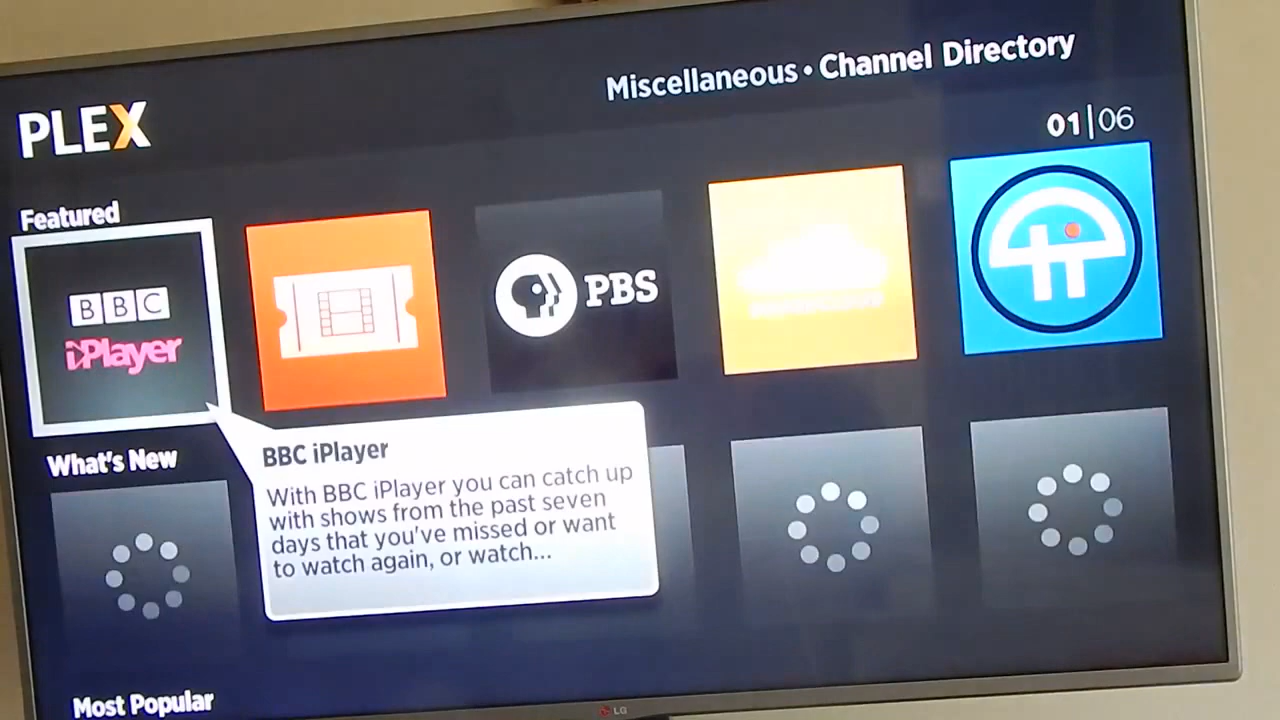 Miscellaneous • Channel Directory
PLEX
01|06
Featured
BBC
iPlayer
PBS
BBC iPlayer
With BBC iPlayer you can catch up
with shows from the past seven
days that you've missed or want
to watch again, or watch...
What's New
Most Popular
LG